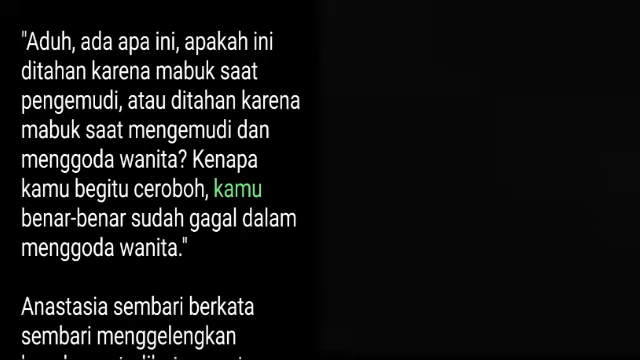 "Aduh, ada apa ini, apakah ini
ditahan karena mabuk saat
pengemudi, atau ditahan karena
mabuk saat mengemudi dan
menggoda wanita? Kenapa
kamu begitu ceroboh, kamu
benar-benar sudah gagal dalam
menggoda wanita."
Anastasia sembari berkata
sembari menggelengkan